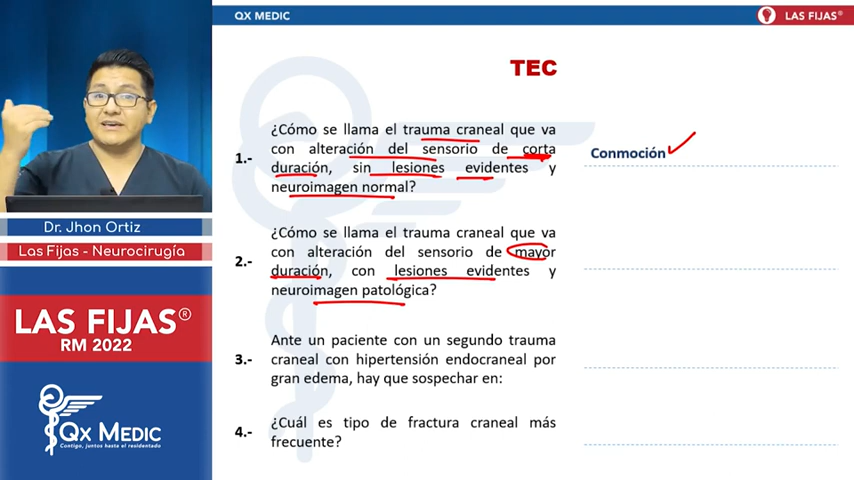 QX MEDIC
LAS FIJAS®
TEC
1.-
¿Cómo se llama el trauma craneal que va
con alteración del sensorio de corta
duración, sin lesiones evidentes y
neuroimagen normal?
Conmoción
2.-
¿Cómo se llama el trauma craneal que va
con alteración del sensorio de mayor
duración, con lesiones evidentes y
neuroimagen patológica?
3.-
Ante un paciente con un segundo trauma
craneal con hipertensión endocraneal por
gran edema, hay que sospechar en:
4.-
¿Cuál es tipo de fractura craneal más
frecuente?
Dr. Jhon Ortiz
Las Fijas - Neurocirugía
LAS FIJAS®
RM 2022
QX MEDIC
Contigo, juntos hasta el residentado